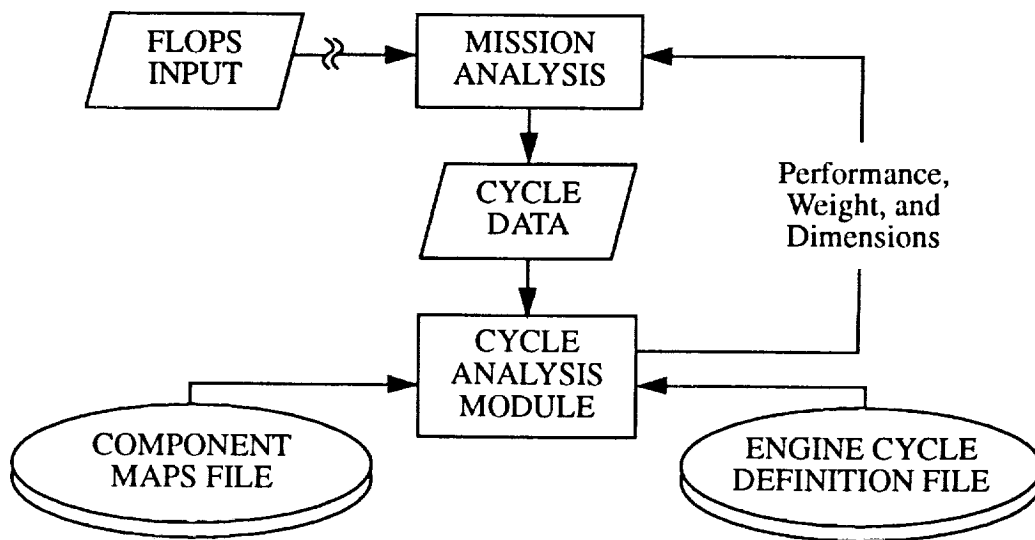 FLOPS
INPUT
MISSION
ANALYSIS
CYCLE
DATA
Performance,
Weight, and
Dimensions
CYCLE
ANALYSIS
MODULE
COMPONENT
MAPS FILE
ENGINE CYCLE
DEFINITION FILE